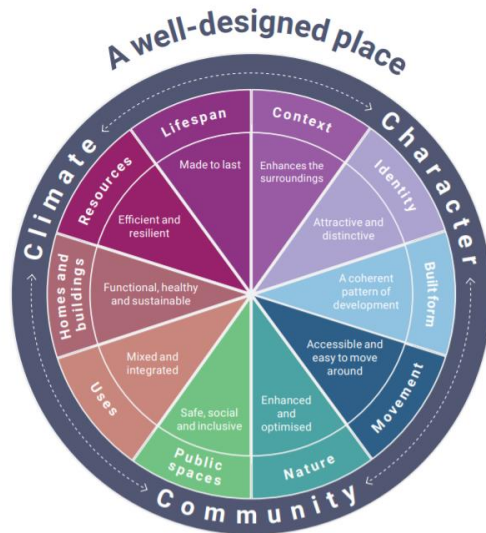 A well-designed place
Climate
Character
Community
Context
Enhances the
surroundings
Identity
Attractive and
distinctive
Built form
A coherent
pattern of
development
Movement
Accessible and
easy to move
around
Nature
Enhanced
and
optimised
Public
spaces
Safe, social
and inclusive
Uses
Mixed and
integrated
Homes and
buildings
Functional, healthy
and sustainable
Resources
Efficient and
resilient
Lifespan
Made to last